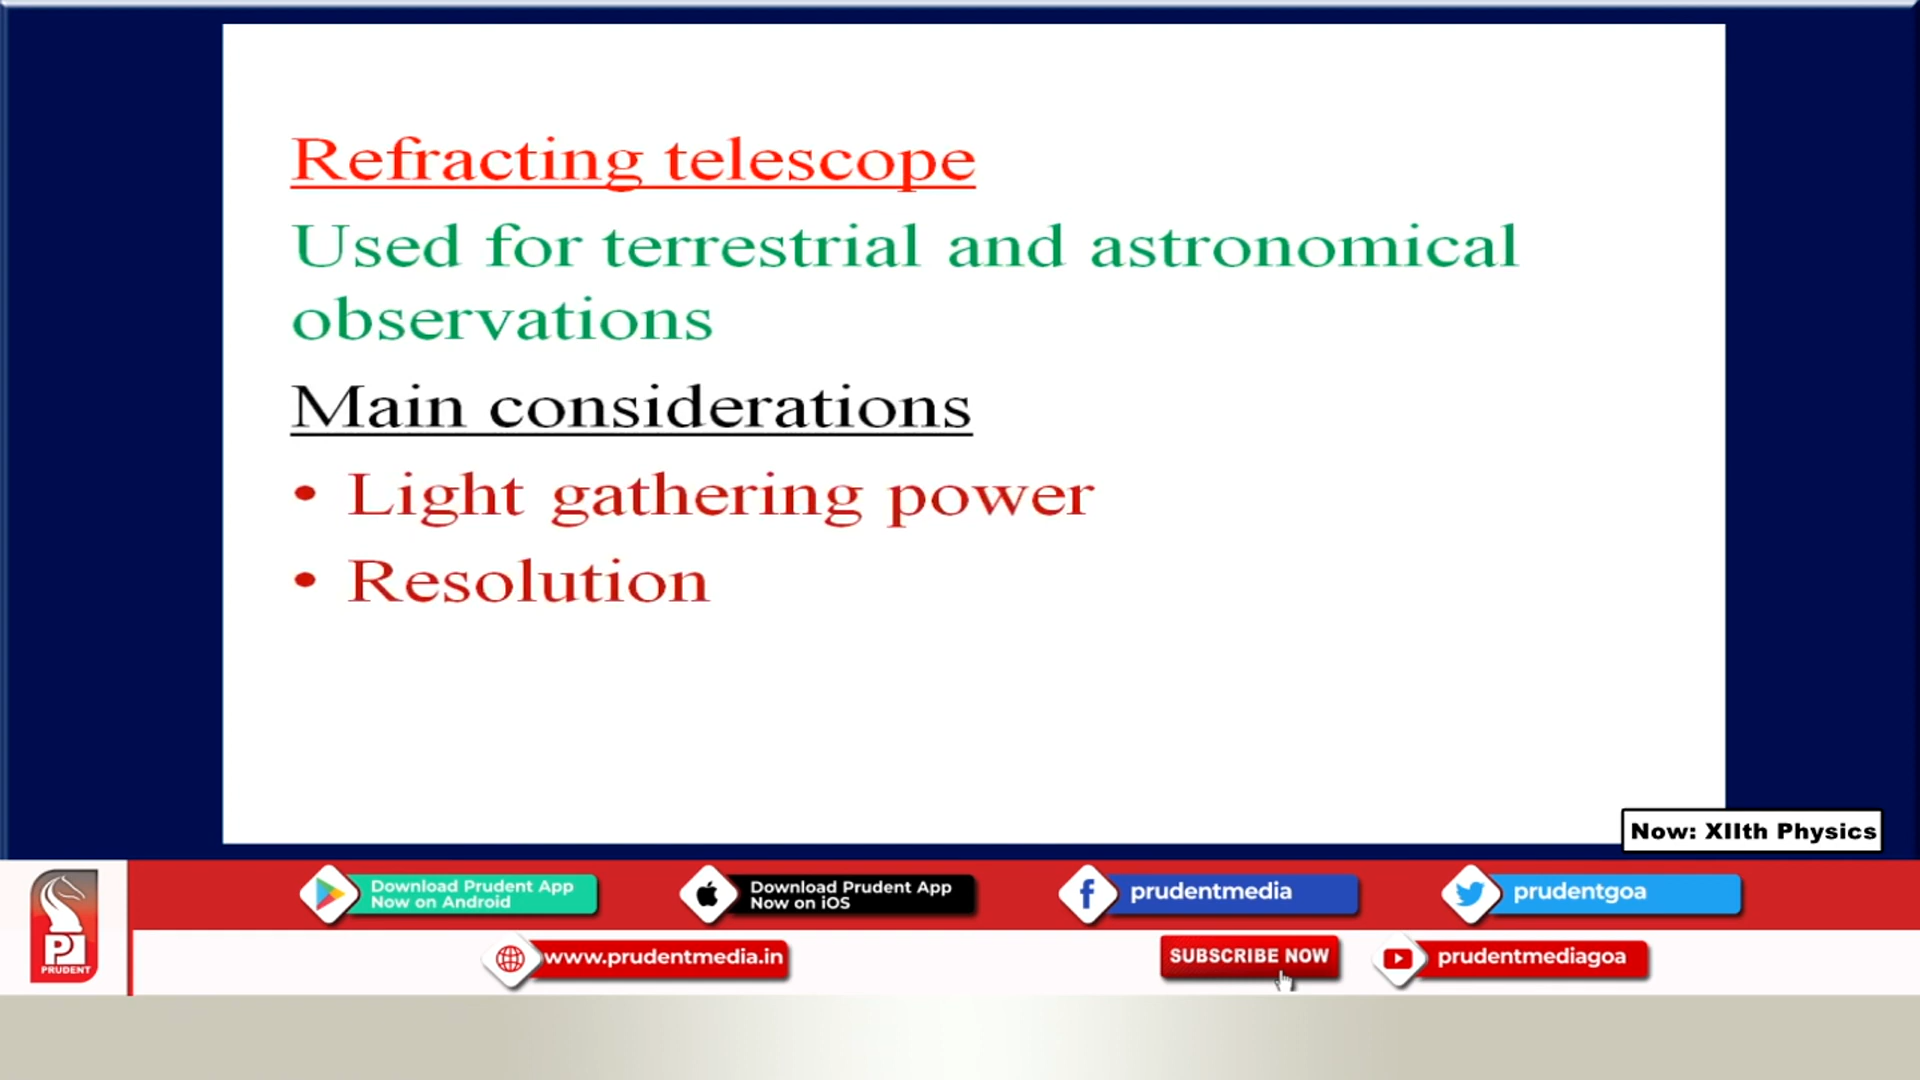 Refracting telescope
Used for terrestrial and astronomical
observations
Main considerations
• Light gathering power
• Resolution
Now: XIIth Physics
Download Prudent App
Now on Android
Download Prudent App
Now on iOS
prudentmedia
prudentgoa
PRUDENT
www.prudentmedia.in
SUBSCRIBE NOW
prudentmediagoa